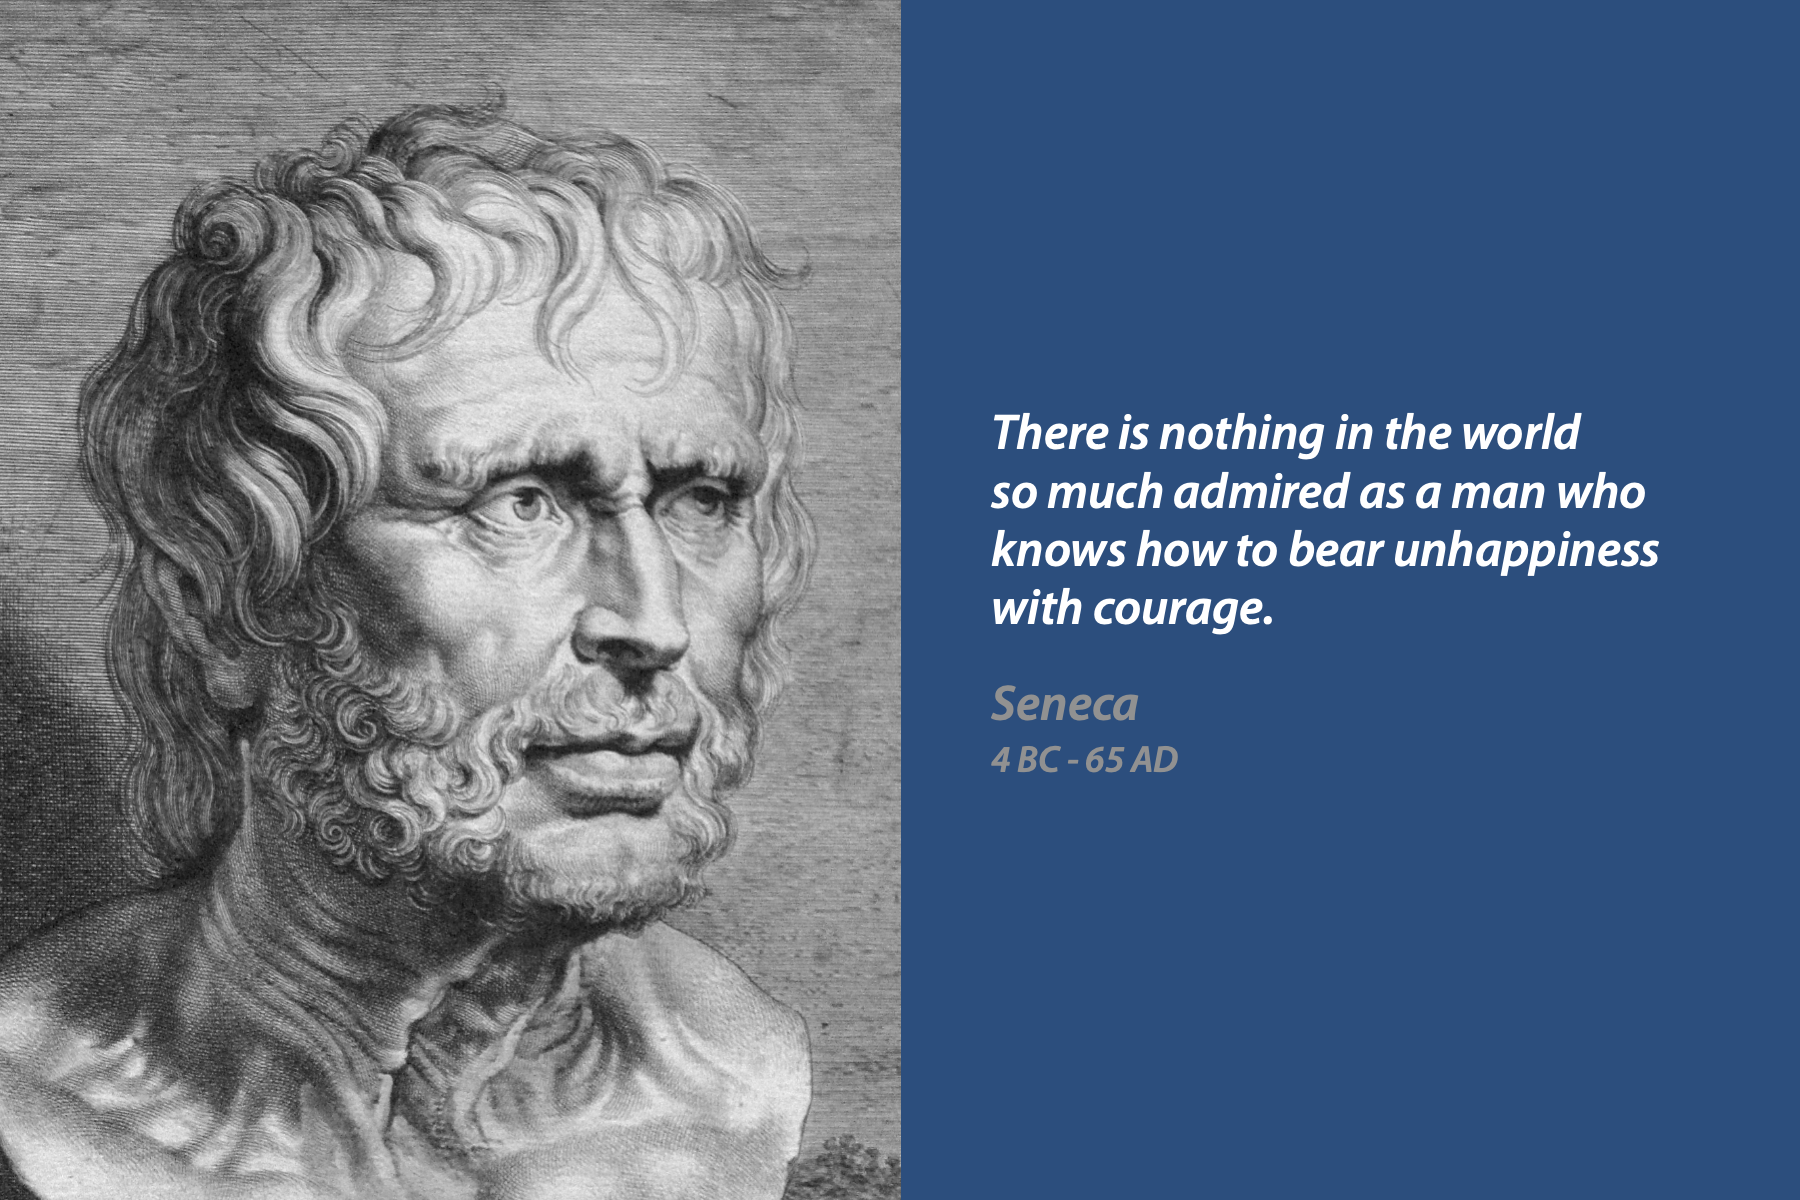 There is nothing in the world
so much admired as a man who
knows how to bear unhappiness
with courage.
Seneca
4 BC - 65 AD